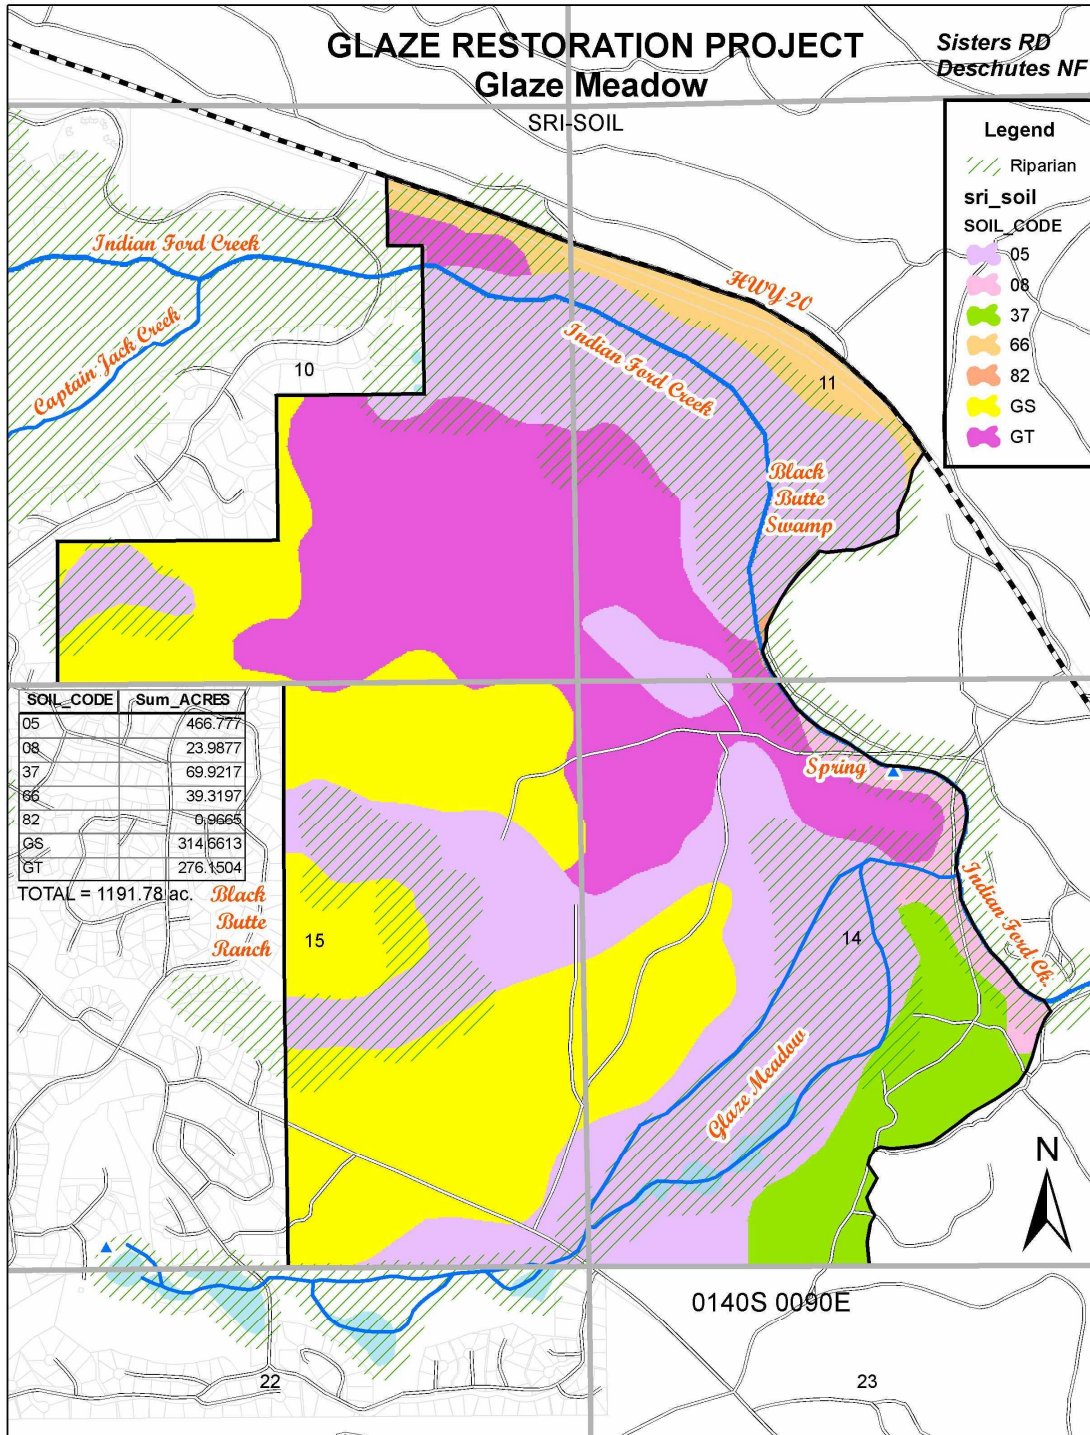 GLAZE RESTORATION PROJECT
Glaze Meadow
Sisters RD
Deschutes NF
SRI-SOIL
Legend
Riparian
sri_soil
SOIL_CODE
05
08
37
66
82
GS
GT
Indian Ford Creek
Captain Jack Creek
HWY 20
Indian Ford Creek
10
11
Black
Butte
Swamp
SOIL_CODE Sum_ACRES
05 466.777
08 23.9877
37 69.9217
66 39.3197
82 0.9665
GS 314.6613
GT 276.1504
TOTAL = 1191.78 ac.
Black
Butte
Ranch
Spring
Indian Ford Ck.
15
14
Glaze Meadow
N
0140S 0090E
22
23